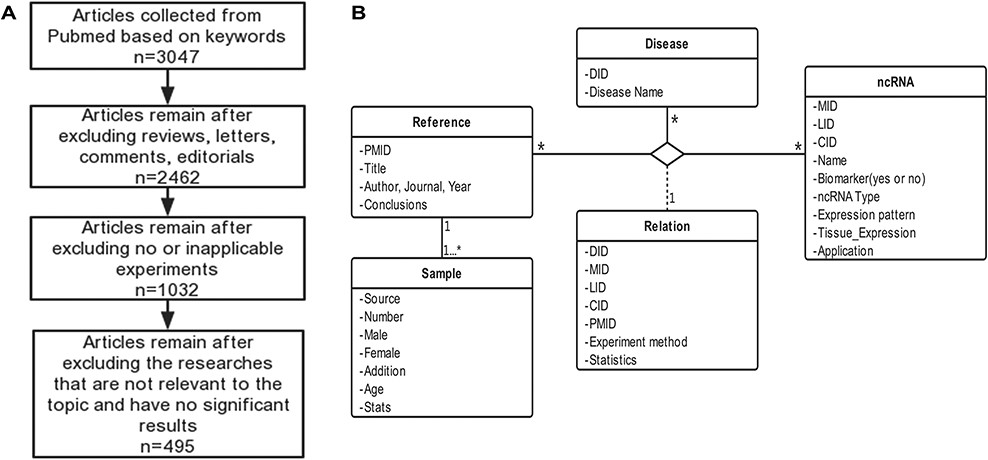 A
Articles collected from
Pubmed based on keywords
n=3047
Articles remain after
excluding reviews, letters,
comments, editorials
n=2462
Articles remain after
excluding no or inapplicable
experiments
n=1032
Articles remain after
excluding the researches
that are not relevant to the
topic and have no significant
results
n=495
B
Disease
-DID
-Disease Name
*
Reference
-PMID
-Title
-Author, Journal, Year
-Conclusions
*
1
1...*
Sample
-Source
-Number
-Male
-Female
-Addition
-Age
-Stats
1
Relation
-DID
-MID
-LID
-CID
-PMID
-Experiment method
-Statistics
*
ncRNA
-MID
-LID
-CID
-Name
-Biomarker(yes or no)
-ncRNA Type
-Expression pattern
-Tissue_Expression
-Application